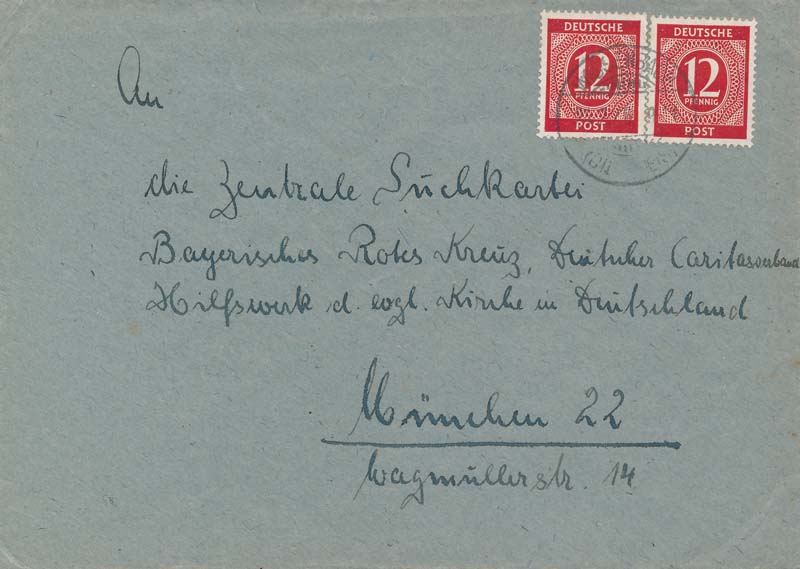 DEUTSCHE DEUTSCHE
12 12
PFENNIG PFENNIG
POST POST
An
die Zentrale Suchkartei
Bayerisches Rotes Kreuz, Deutscher Caritasverband
Hilfswerk d. evgl. Kirche in Deutschland
München 22
Wagmüllerstr. 14